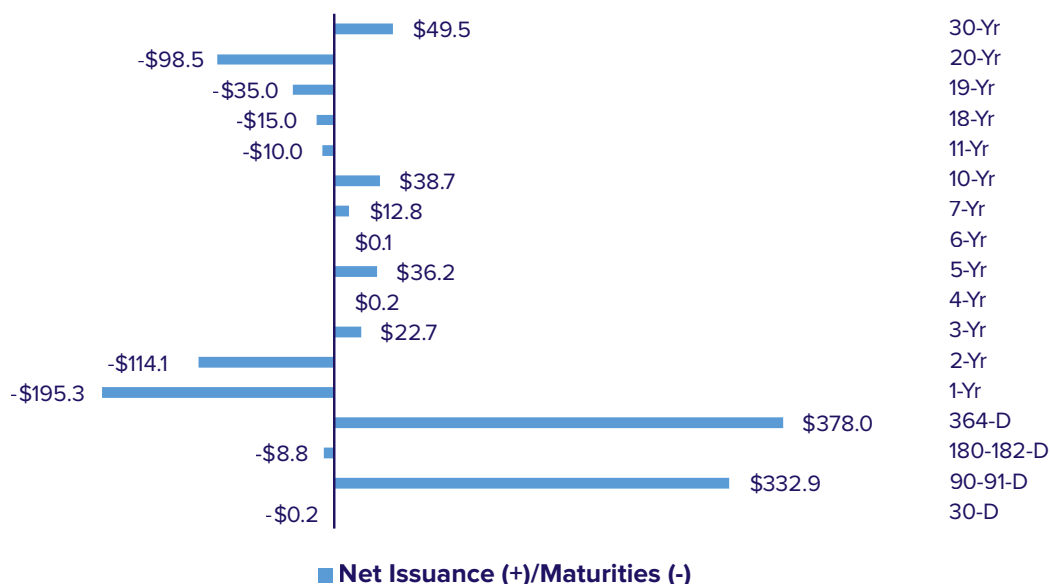 $49.5 30-Yr
-$98.5 20-Yr
-$35.0 19-Yr
-$15.0 18-Yr
-$10.0 11-Yr
$38.7 10-Yr
$12.8 7-Yr
$0.1 6-Yr
$36.2 5-Yr
$0.2 4-Yr
$22.7 3-Yr
-$114.1 2-Yr
-$195.3 1-Yr
$378.0 364-D
-$8.8 180-182-D
$332.9 90-91-D
-$0.2 30-D
Net Issuance (+)/Maturities (-)